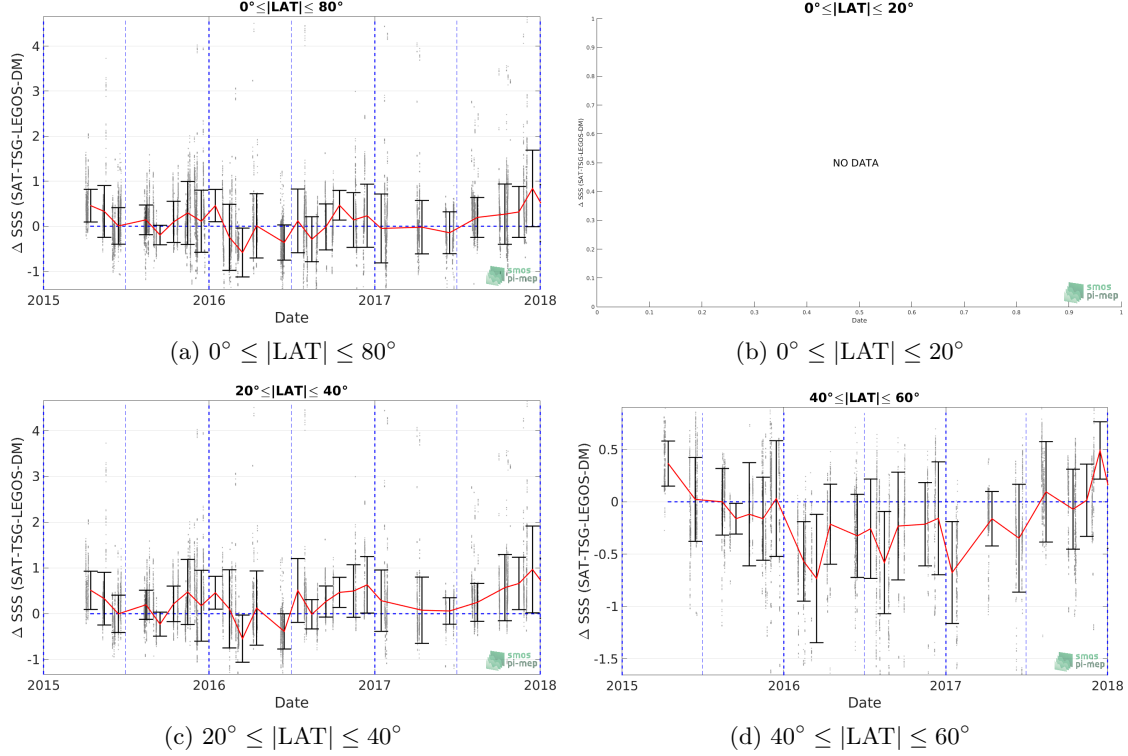 0°≤|LAT|≤ 80°
Δ SSS (SAT-TSG-LEGOS-DM)
4
3
2
1
0
-1
2015
2016
2017
2018
Date
smos
pi-mep
(a) 0° ≤ |LAT| ≤ 80°
0°≤|LAT|≤ 20°
Δ SSS (SAT-TSG-LEGOS-DM)
1
0.9
0.8
0.7
0.6
0.5
0.4
0.3
0.2
0.1
0
NO DATA
0
0.1
0.2
0.3
0.4
0.5
0.6
0.7
0.8
0.9
1
Date
smos
pi-mep
(b) 0° ≤ |LAT| ≤ 20°
20°≤|LAT|≤ 40°
Δ SSS (SAT-TSG-LEGOS-DM)
4
3
2
1
0
-1
2015
2016
2017
2018
Date
smos
pi-mep
(c) 20° ≤ |LAT| ≤ 40°
40°≤|LAT|≤ 60°
Δ SSS (SAT-TSG-LEGOS-DM)
0.5
0
-0.5
-1
-1.5
2015
2016
2017
2018
Date
smos
pi-mep
(d) 40° ≤ |LAT| ≤ 60°